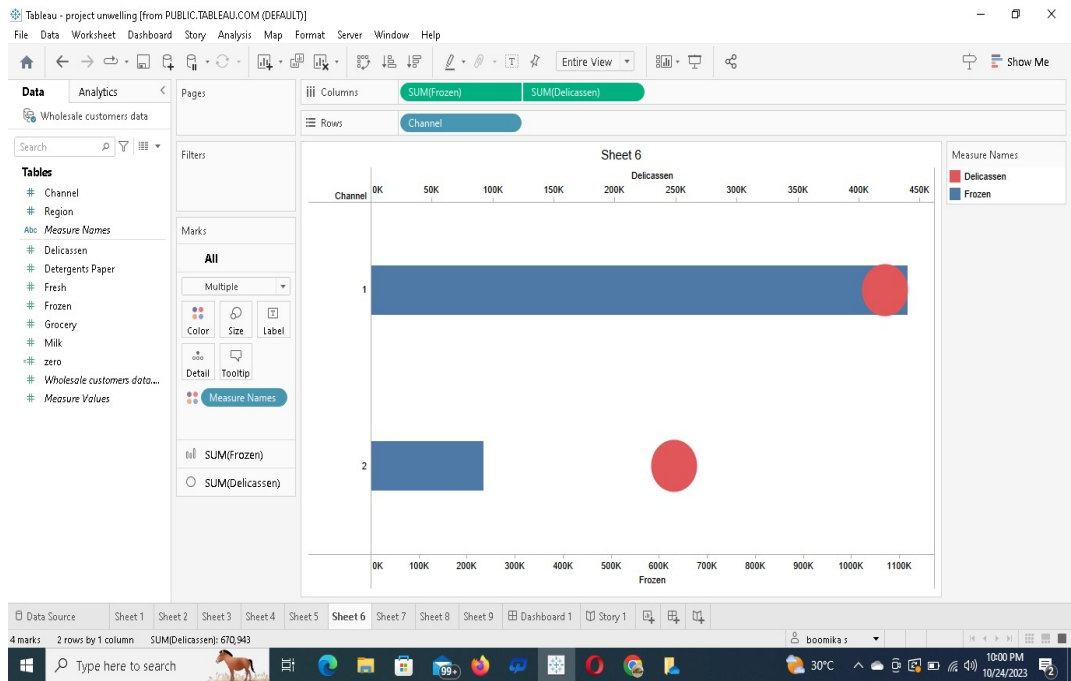 Tableau - project unwelling [from PUBLIC.TABLEAU.COM (DEFAULT)]
File Data Worksheet Dashboard Story Analysis Map Format Server Window Help
Entire View
Show Me
Data Analytics
Wholesale customers data
Search
Tables
# Channel
# Region
Abc Measure Names
# Delicassen
# Detergents Paper
# Fresh
# Frozen
# Grocery
# Milk
=# zero
# Wholesale customers data....
# Measure Values
Pages
Filters
Marks
All
Multiple
Color Size Label
Detail Tooltip
Measure Names
SUM(Frozen)
SUM(Delicassen)
Columns SUM(Frozen) SUM(Delicassen)
Rows Channel
Sheet 6
Delicassen
Channel 0K 50K 100K 150K 200K 250K 300K 350K 400K 450K
1
2
0K 100K 200K 300K 400K 500K 600K 700K 800K 900K 1000K 1100K
Frozen
Measure Names
Delicassen
Frozen
Data Source Sheet 1 Sheet 2 Sheet 3 Sheet 4 Sheet 5 Sheet 6 Sheet 7 Sheet 8 Sheet 9 Dashboard 1 Story 1
4 marks 2 rows by 1 column SUM(Delicassen): 670,943 boomika s
Type here to search 99+ 30°C 10:00 PM
10/24/2023 2